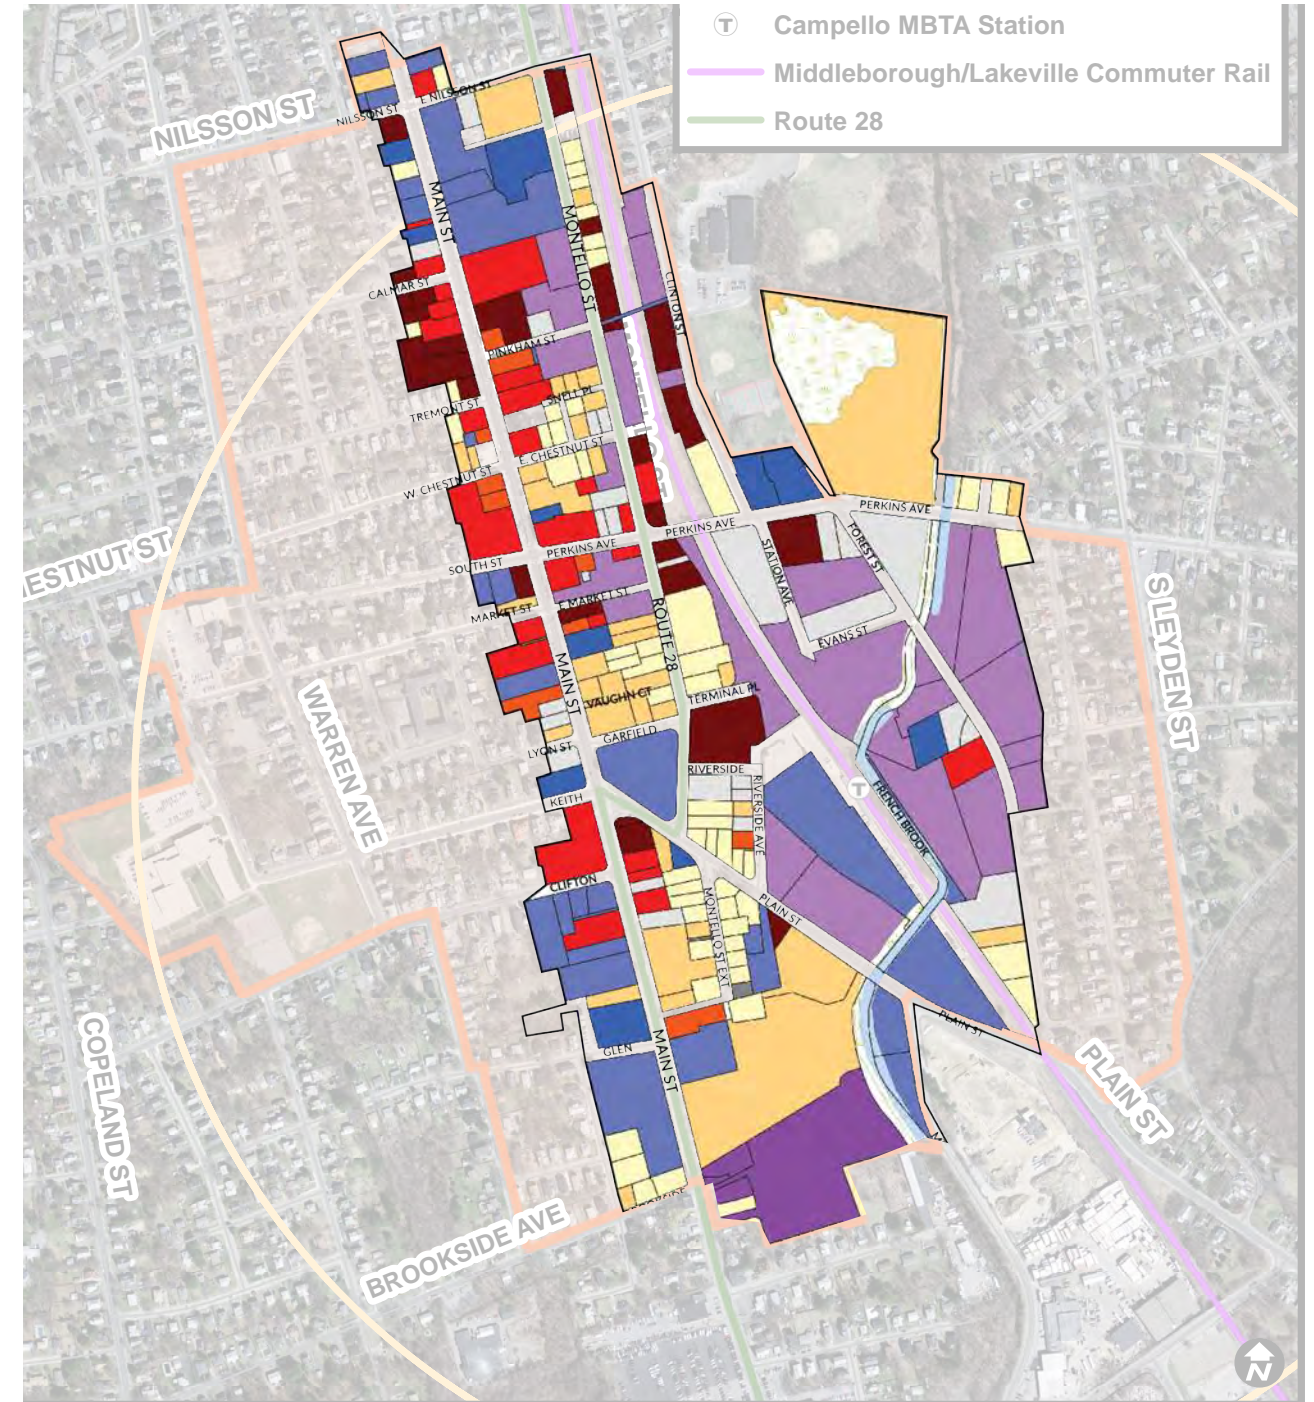 T Campello MBTA Station
Middleborough/Lakeville Commuter Rail
Route 28
NILSSON ST
NILSSON ST
E NILSSON ST
MAIN ST
MONTELLO ST
CALMAR ST
CLINTON ST
PINKHAM ST
SNELL PL
TREMONT ST
E. CHESTNUT ST
W. CHESTNUT ST
PERKINS AVE
PERKINS AVE
PERKINS AVE
FOREST ST
STATION AVE
SOUTH ST
MARKET ST
E MARKET ST
EVANS ST
ROUTE 28
HESTNUT ST
S LEYDEN ST
WARREN AVE
MAIN ST
VAUGHN CT
TERMINAL PL
GARFIELD
LYON ST
RIVERSIDE
RIVERSIDE AVE
KEITH
T
FRENCH BROOK
CLIFTON
MONTELLO ST EXT
PLAIN ST
PLAIN ST
GLEN
MAIN ST
COPELAND ST
PLAIN ST
BROOKSIDE AVE
N